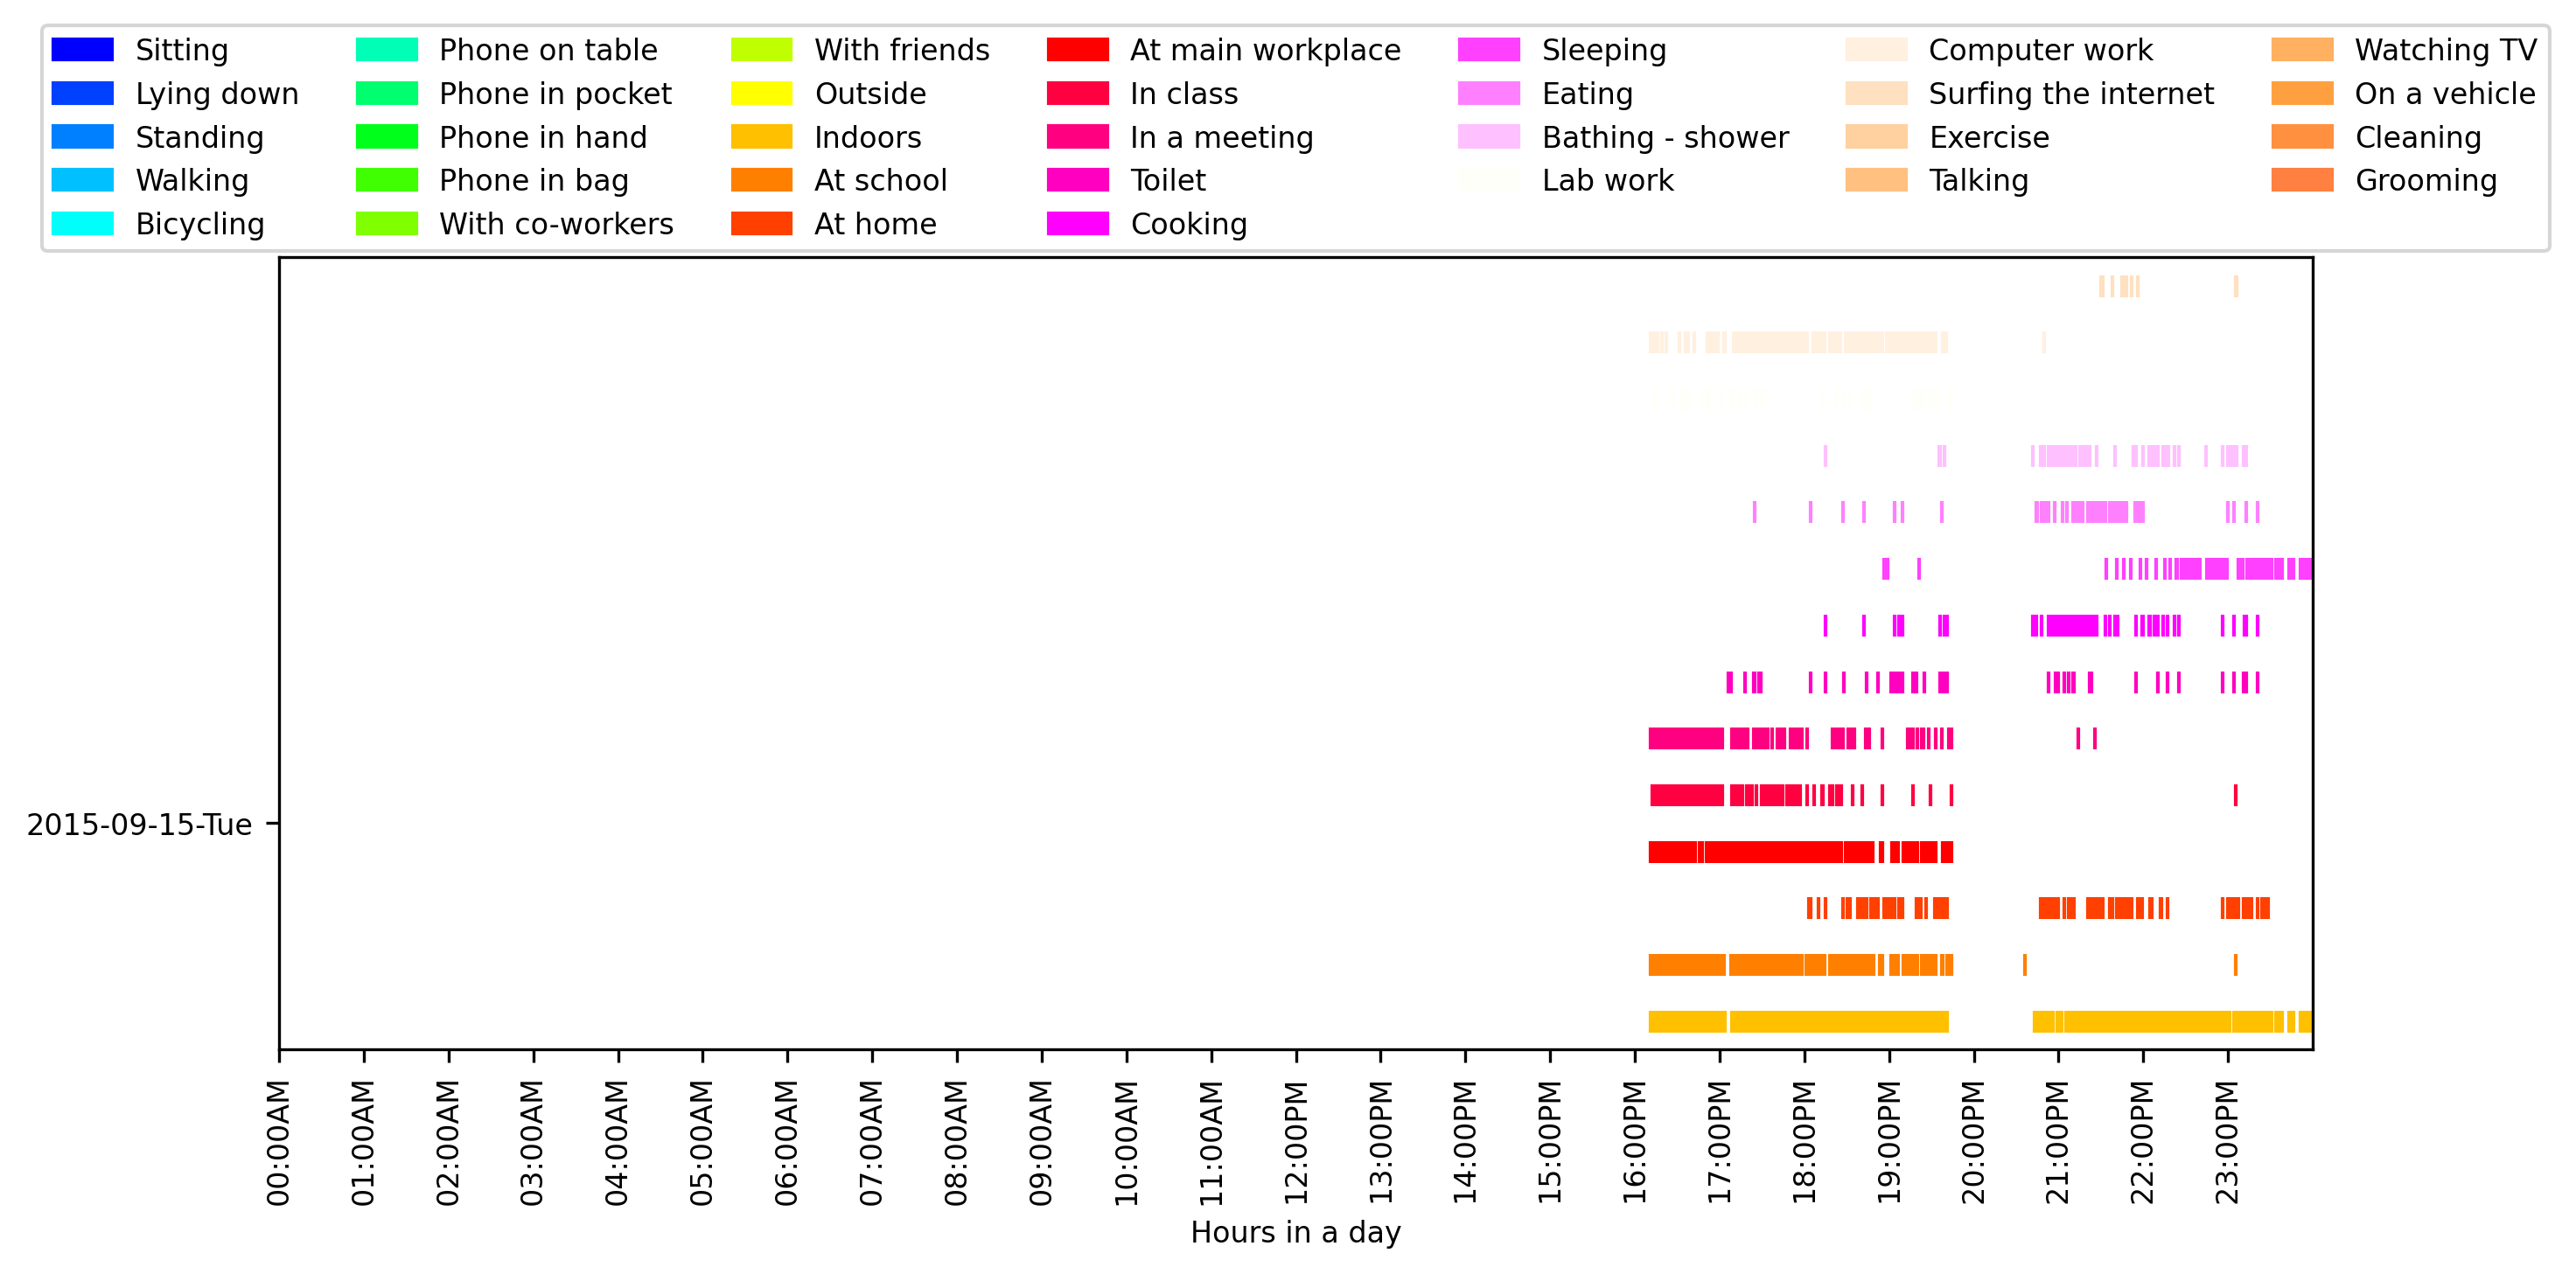 Sitting
Lying down
Standing
Walking
Bicycling
Phone on table
Phone in pocket
Phone in hand
Phone in bag
With co-workers
With friends
Outside
Indoors
At school
At home
At main workplace
In class
In a meeting
Toilet
Cooking
Sleeping
Eating
Bathing - shower
Lab work
Computer work
Surfing the internet
Exercise
Talking
Watching TV
On a vehicle
Cleaning
Grooming
2015-09-15-Tue
00:00AM
01:00AM
02:00AM
03:00AM
04:00AM
05:00AM
06:00AM
07:00AM
08:00AM
09:00AM
10:00AM
11:00AM
12:00PM
13:00PM
14:00PM
15:00PM
16:00PM
17:00PM
18:00PM
19:00PM
20:00PM
21:00PM
22:00PM
23:00PM
Hours in a day